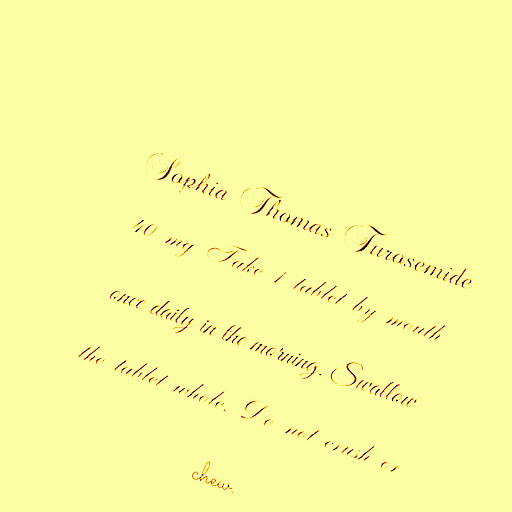 Sophia Thomas Furosemide
40 mg Take 1 tablet by mouth
once daily in the morning. Swallow
the tablet whole. Do not crush or
chew.